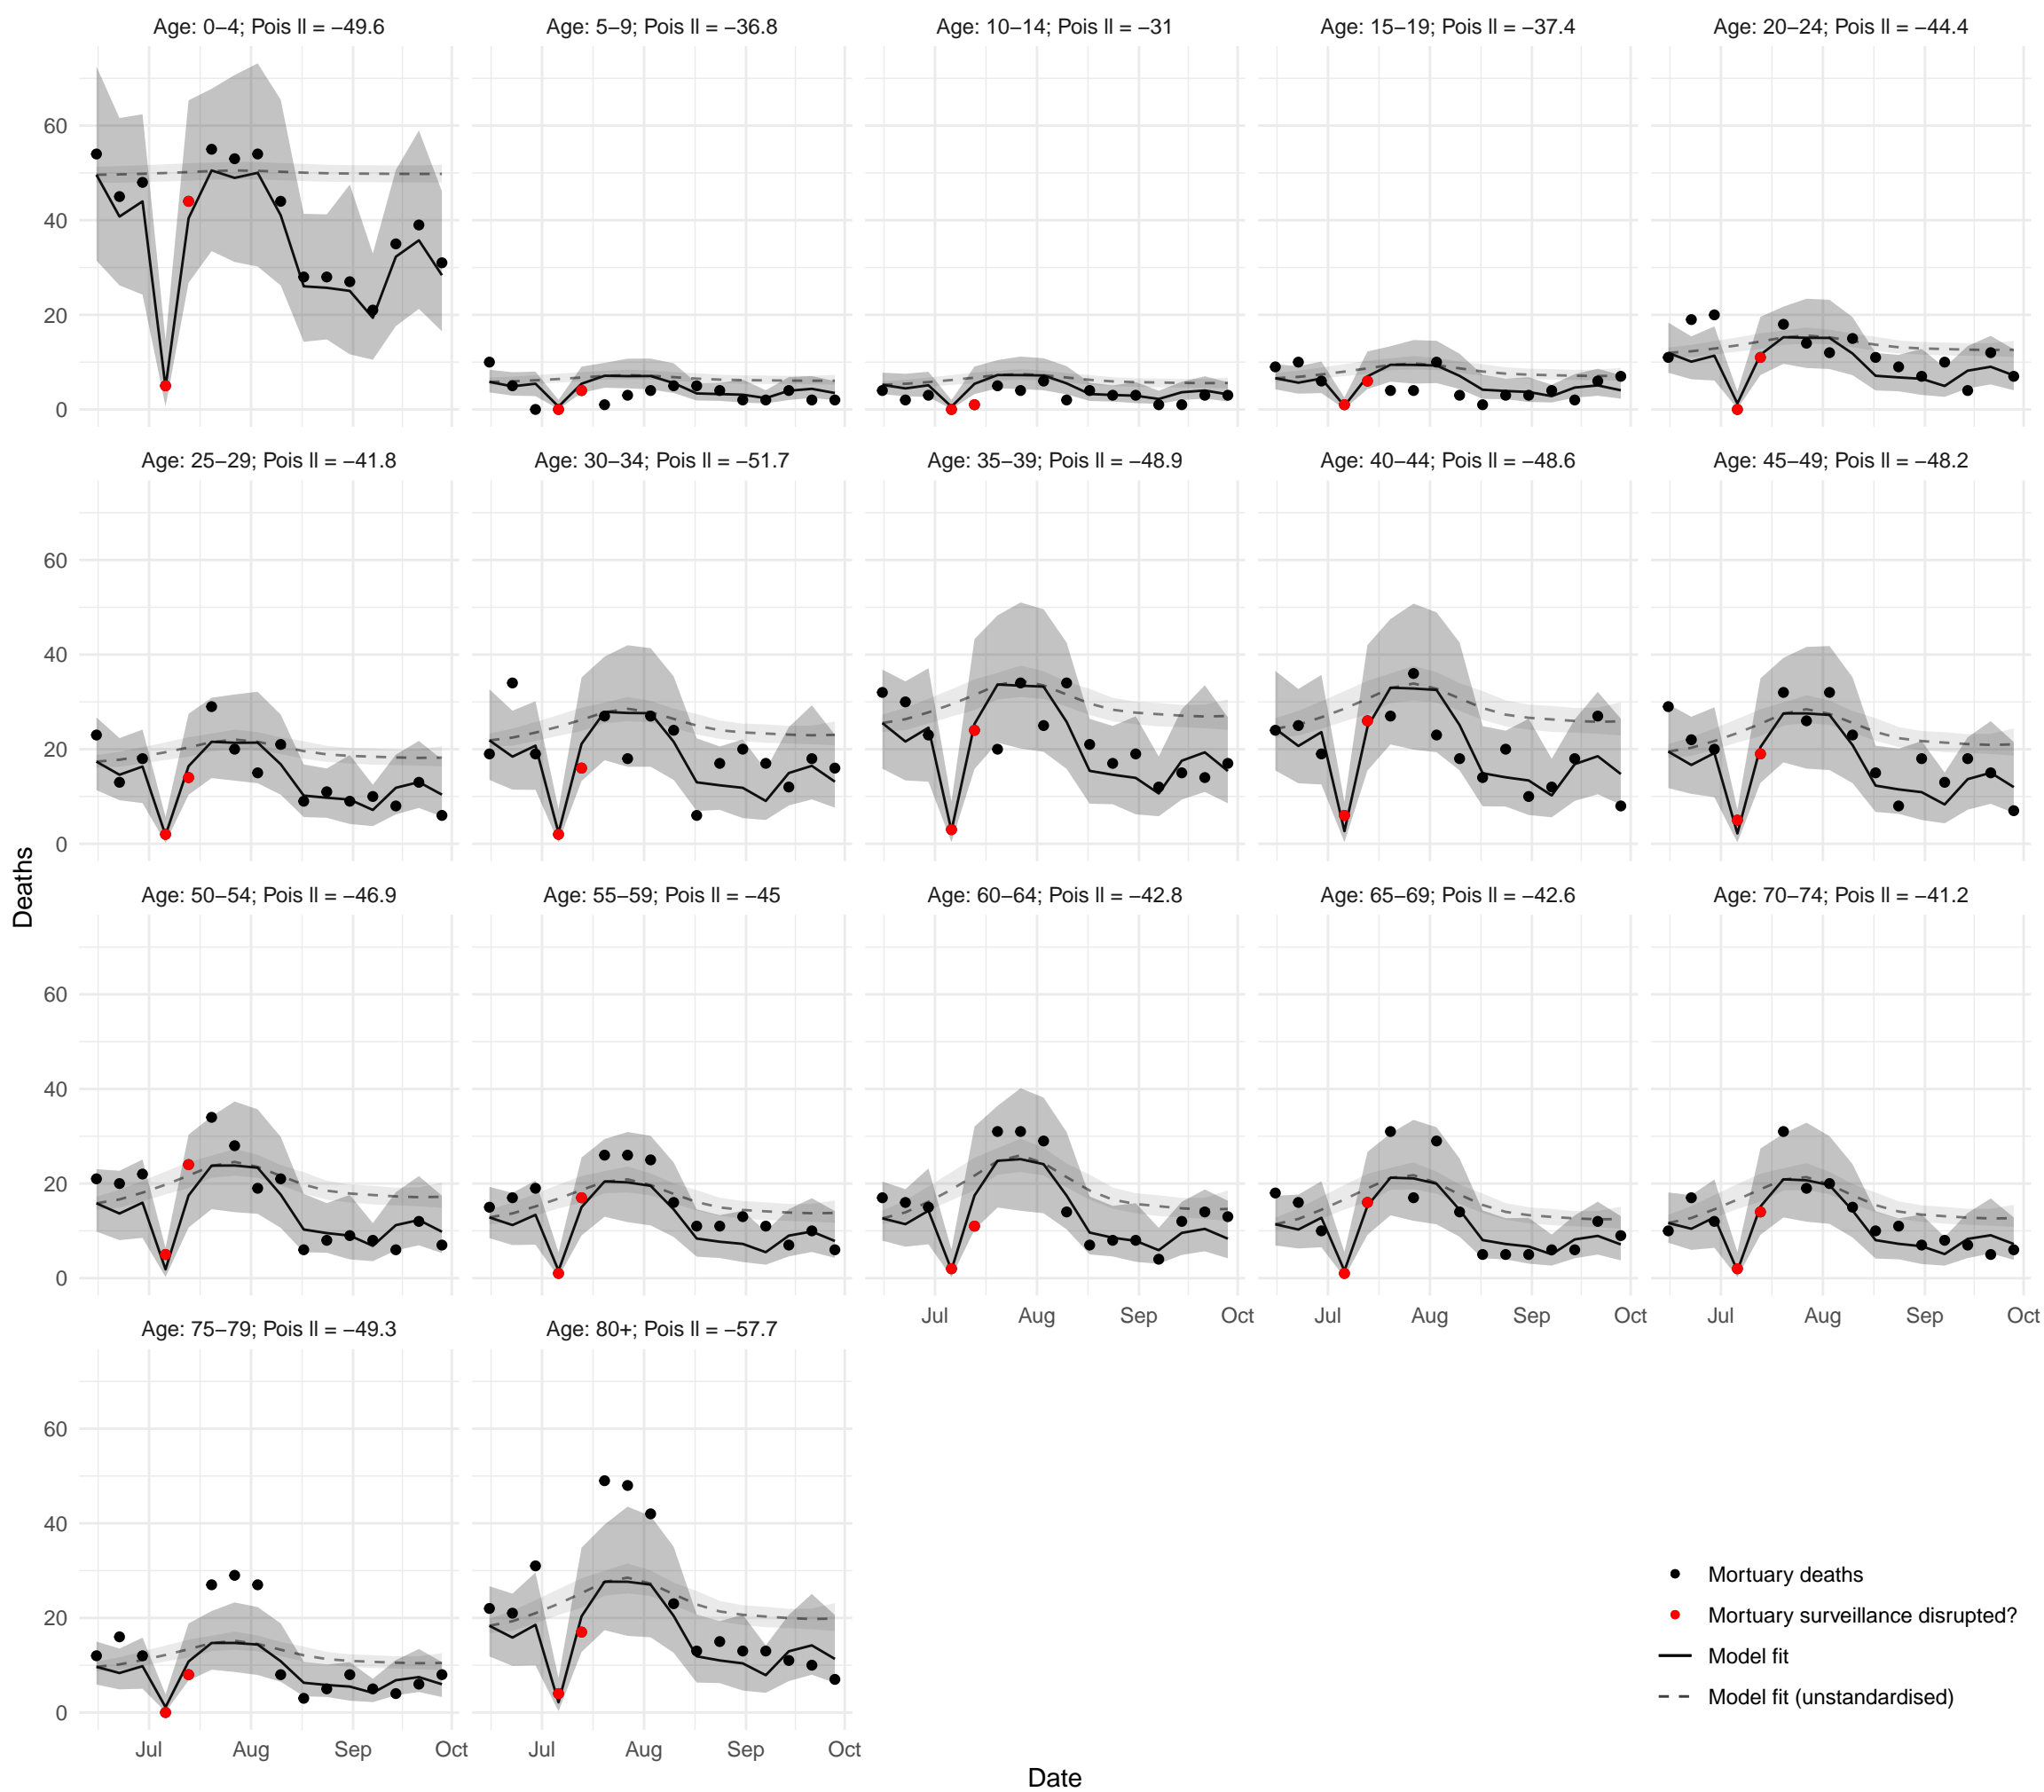 Age: 0–4; Pois ll = −49.6
Age: 5–9; Pois ll = −36.8
Age: 10–14; Pois ll = −31
Age: 15–19; Pois ll = −37.4
Age: 20–24; Pois ll = −44.4
60
40
20
0
Age: 25–29; Pois ll = −41.8
Age: 30–34; Pois ll = −51.7
Age: 35–39; Pois ll = −48.9
Age: 40–44; Pois ll = −48.6
Age: 45–49; Pois ll = −48.2
60
40
20
0
Deaths
Age: 50–54; Pois ll = −46.9
Age: 55–59; Pois ll = −45
Age: 60–64; Pois ll = −42.8
Age: 65–69; Pois ll = −42.6
Age: 70–74; Pois ll = −41.2
60
40
20
0
Jul Aug Sep Oct
Jul Aug Sep Oct
Jul Aug Sep Oct
Age: 75–79; Pois ll = −49.3
Age: 80+; Pois ll = −57.7
60
40
20
0
Jul Aug Sep Oct
Jul Aug Sep Oct
Mortuary deaths
Mortuary surveillance disrupted?
Model fit
Model fit (unstandardised)
Date